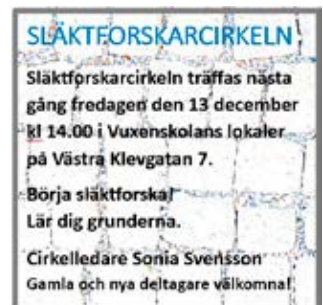 SLÄKTFORSKARCIRKELN
Släktforskarcirkeln träffas nästa
gång fredagen den 13 december
kl 14.00 i Vuxenskolans lokaler
på Västra Klevgatan 7.
Börja släktforska!
Lär dig grunderna.
Cirkelledare Sonia Svensson
Gamla och nya deltagare välkomna!